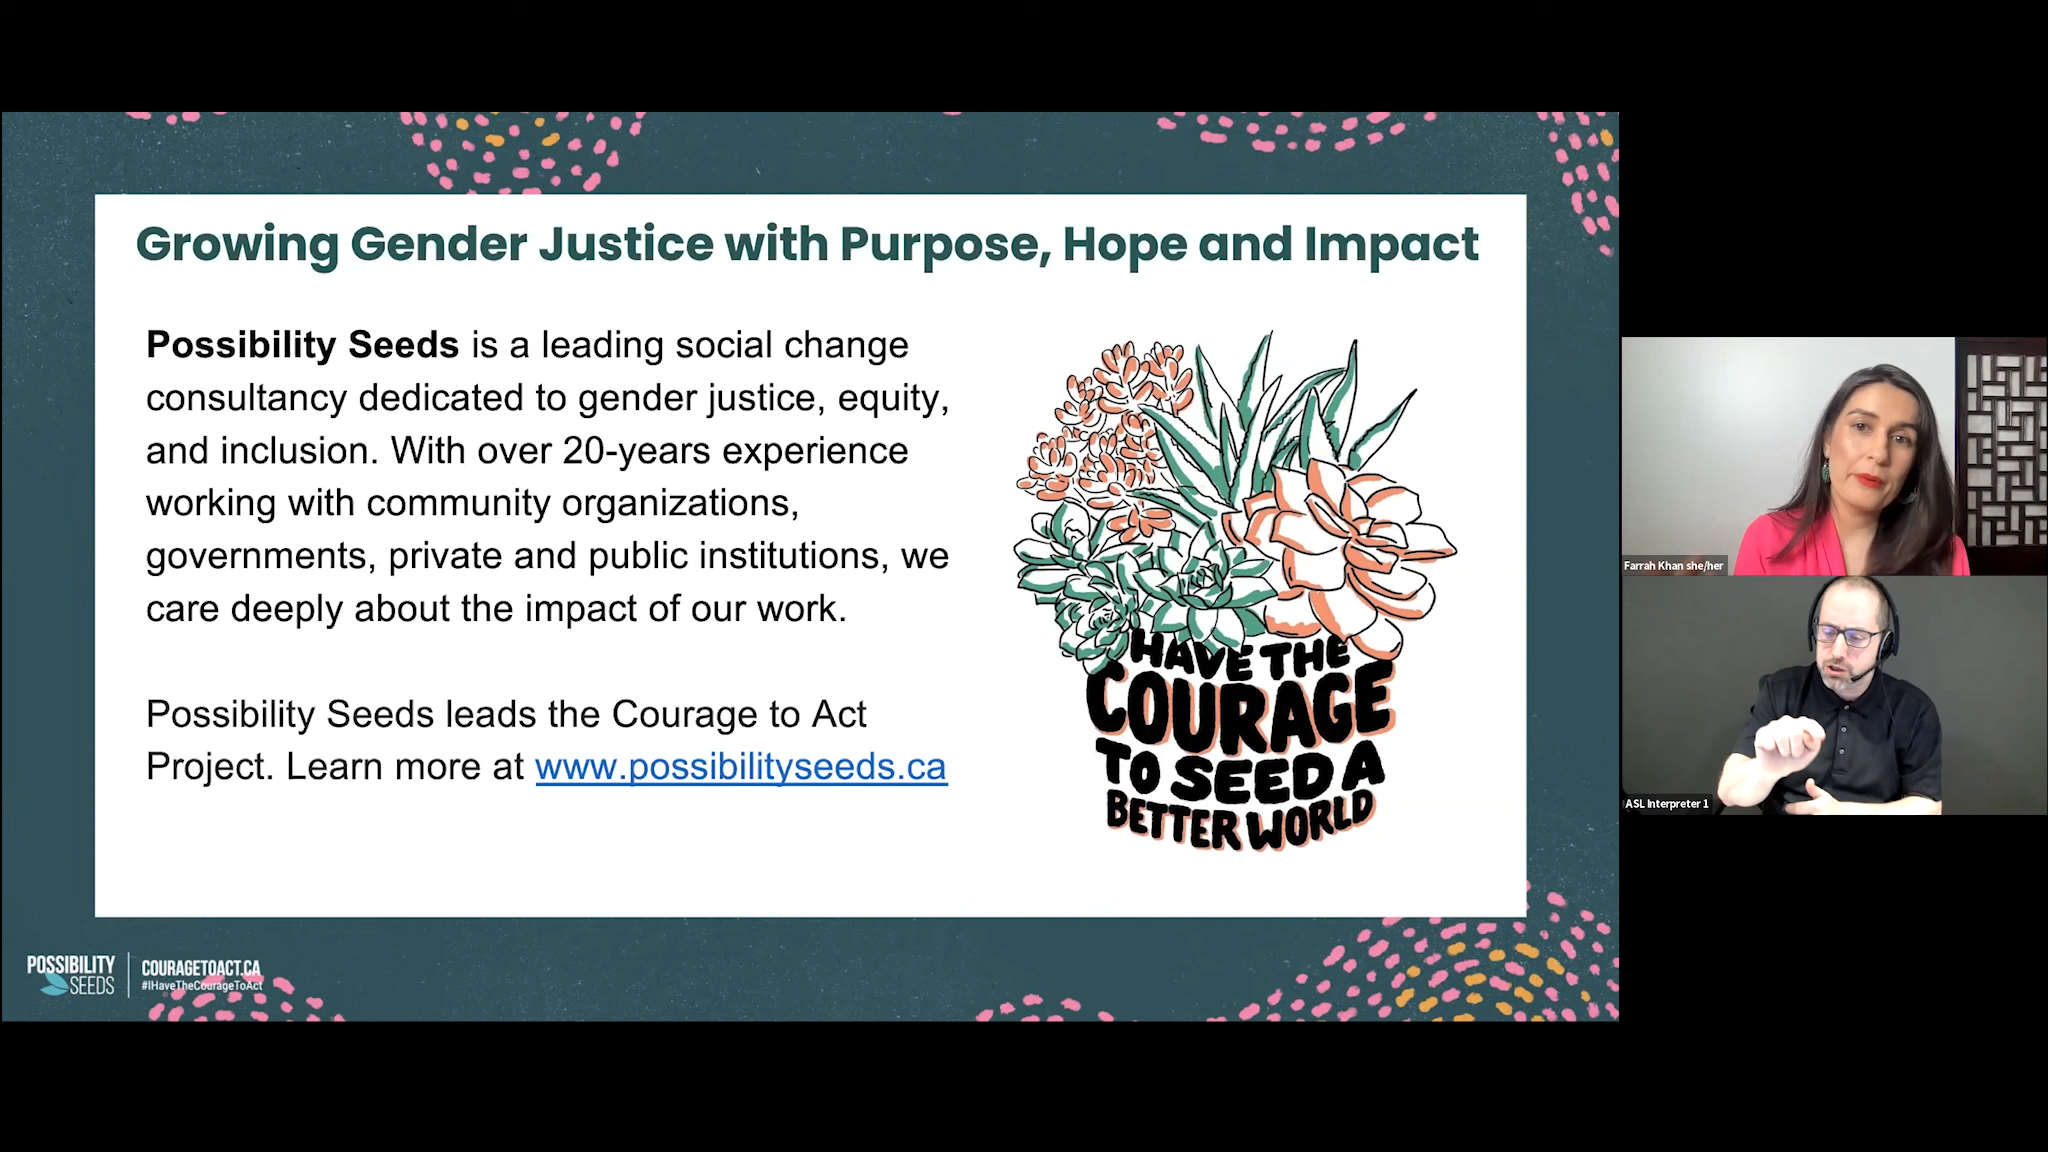 Growing Gender Justice with Purpose, Hope and Impact
Possibility Seeds is a leading social change
consultancy dedicated to gender justice, equity,
and inclusion. With over 20-years experience
working with community organizations,
governments, private and public institutions, we
care deeply about the impact of our work.
Possibility Seeds leads the Courage to Act
Project. Learn more at www.possibilityseeds.ca
HAVE THE
COURAGE
TO SEED A
BETTER WORLD
POSSIBILITY
SEEDS
COURAGETOACT.CA
#IHaveTheCourageToAct
Farrah Khan she/her
ASL Interpreter 1